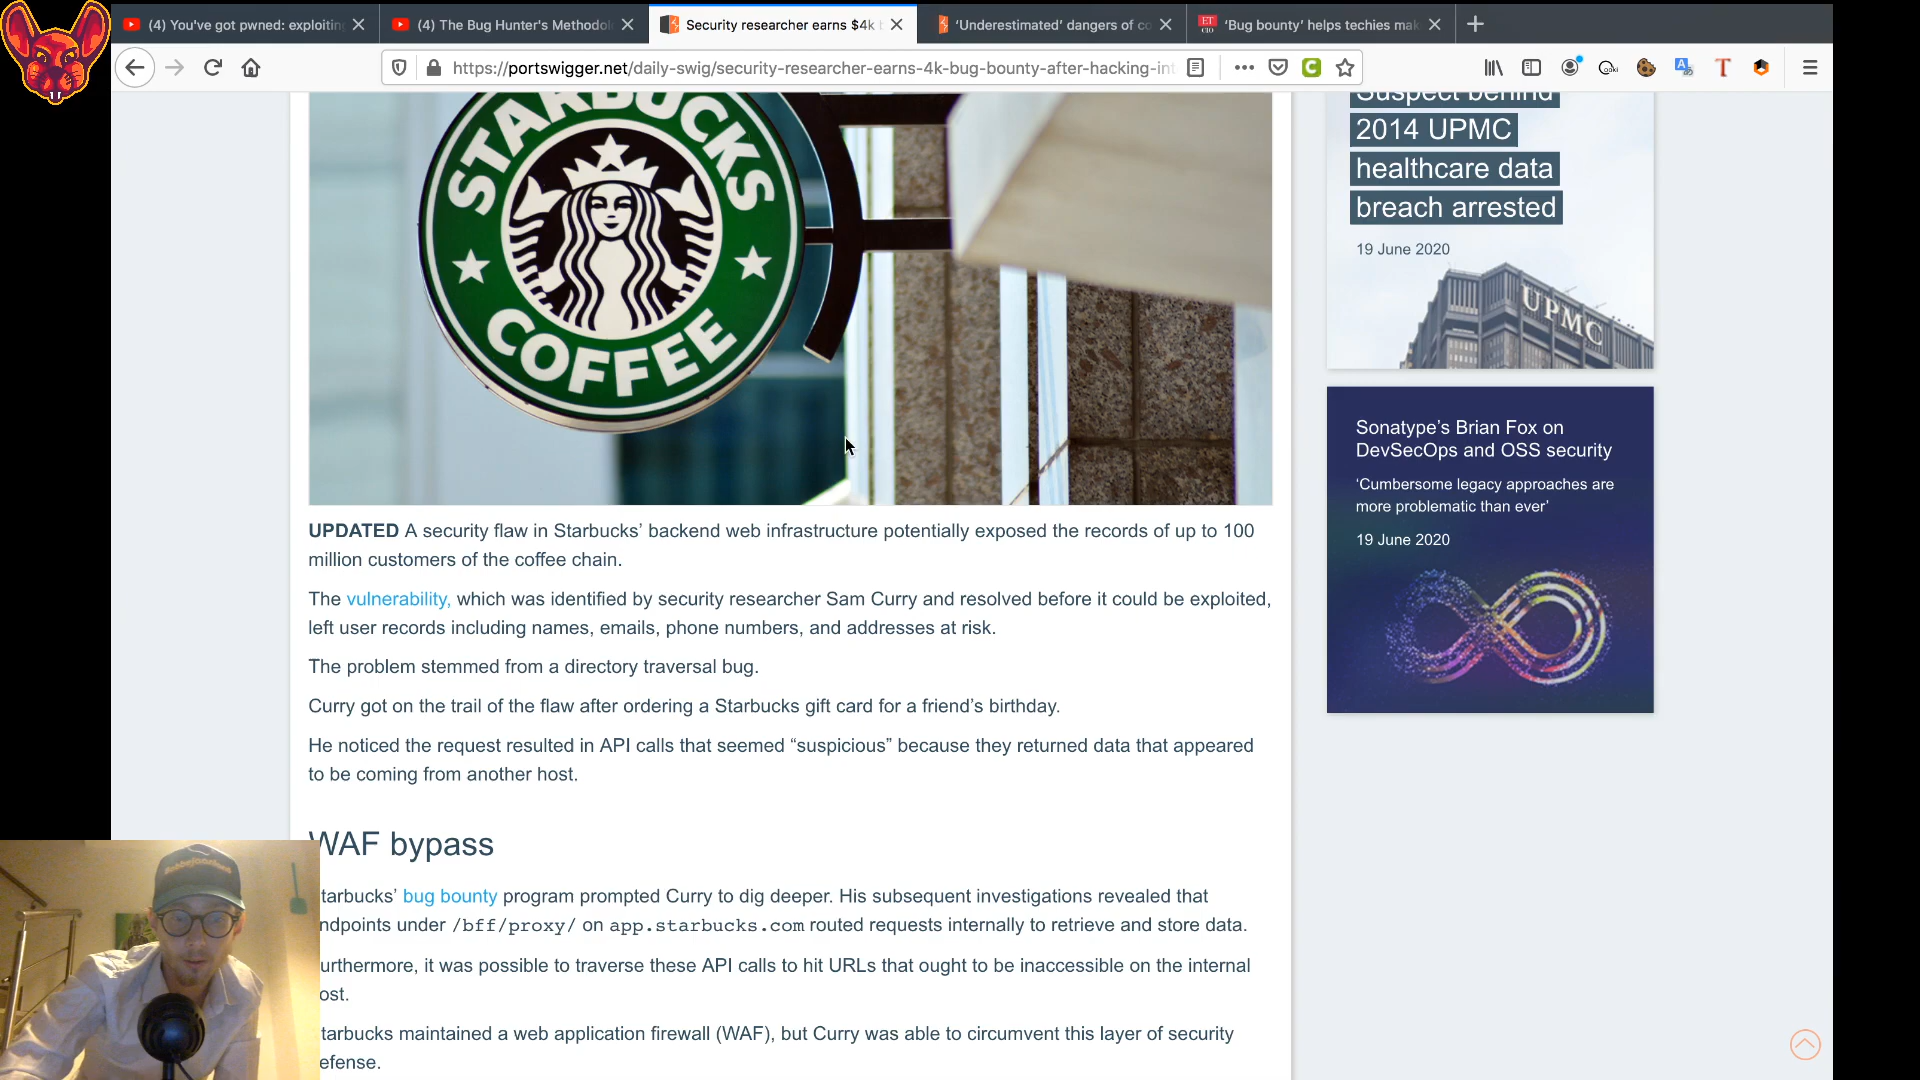 (4) You've got pwned: exploiting
(4) The Bug Hunter's Methodol
Security researcher earns $4k b
'Underestimated' dangers of co
ET CIO
'Bug bounty' helps techies mak
https://portswigger.net/daily-swig/security-researcher-earns-4k-bug-bounty-after-hacking-int
STARBUCKS
COFFEE
Suspect behind
2014 UPMC
healthcare data
breach arrested
19 June 2020
UPMC
Sonatype’s Brian Fox on
DevSecOps and OSS security
‘Cumbersome legacy approaches are
more problematic than ever’
19 June 2020
UPDATED A security flaw in Starbucks’ backend web infrastructure potentially exposed the records of up to 100
million customers of the coffee chain.
The vulnerability, which was identified by security researcher Sam Curry and resolved before it could be exploited,
left user records including names, emails, phone numbers, and addresses at risk.
The problem stemmed from a directory traversal bug.
Curry got on the trail of the flaw after ordering a Starbucks gift card for a friend’s birthday.
He noticed the request resulted in API calls that seemed “suspicious” because they returned data that appeared
to be coming from another host.
WAF bypass
tarbucks’ bug bounty program prompted Curry to dig deeper. His subsequent investigations revealed that
ndpoints under /bff/proxy/ on app.starbucks.com routed requests internally to retrieve and store data.
urthermore, it was possible to traverse these API calls to hit URLs that ought to be inaccessible on the internal
ost.
tarbucks maintained a web application firewall (WAF), but Curry was able to circumvent this layer of security
efense.